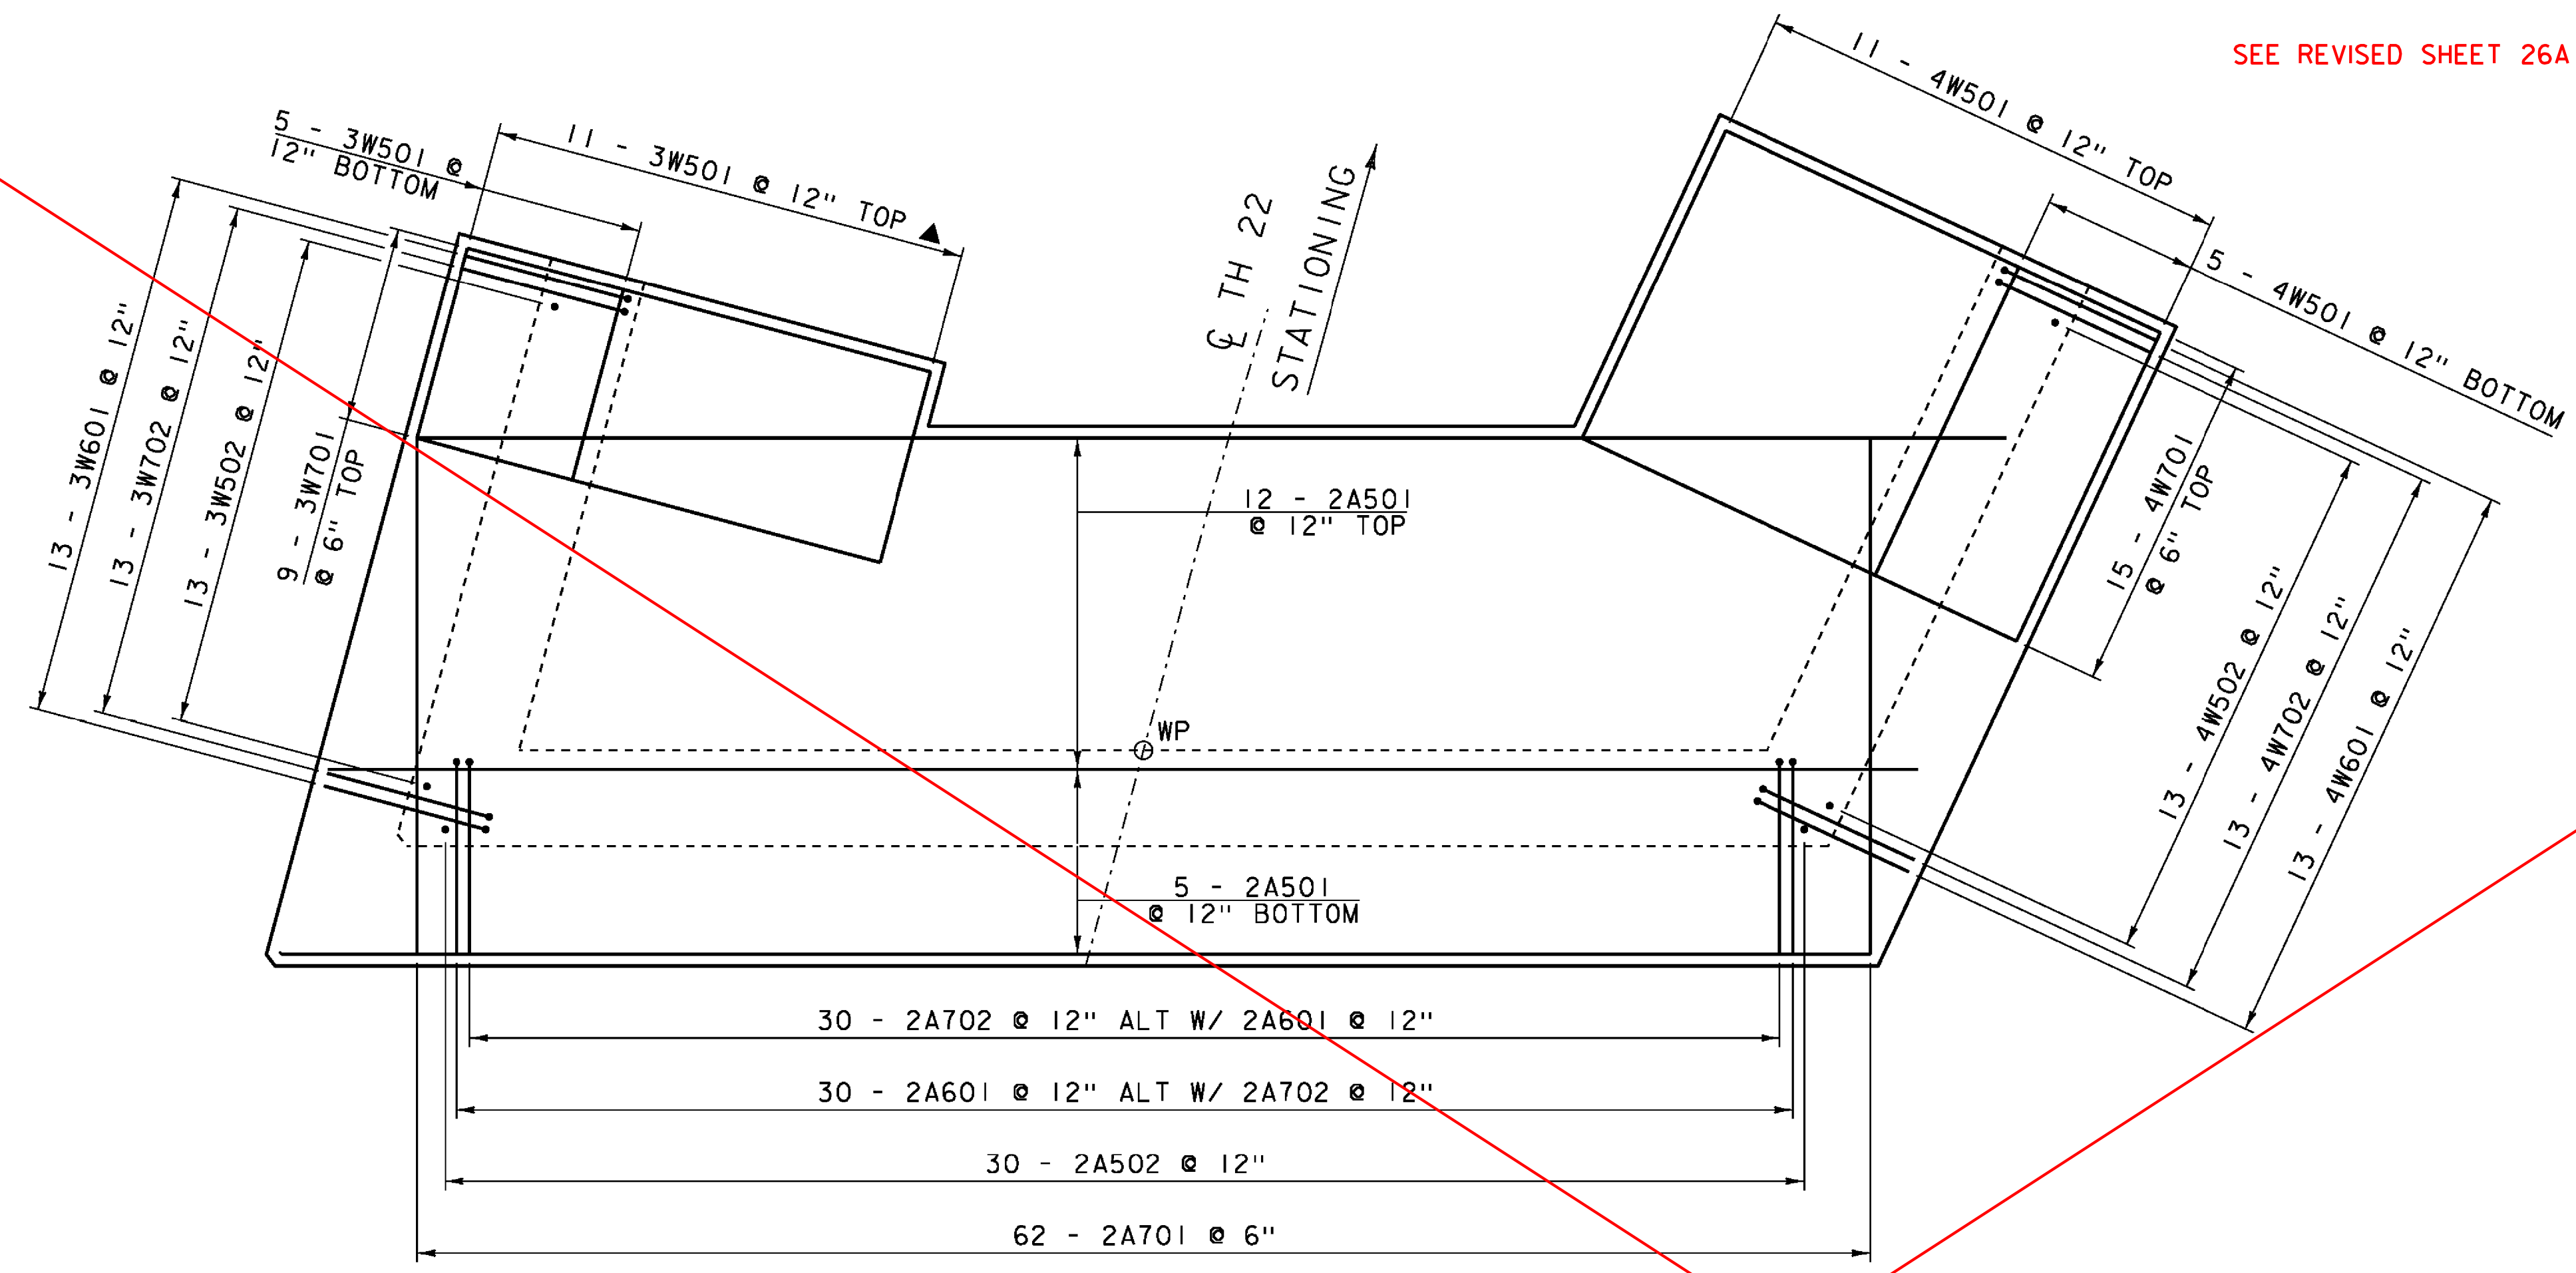 SEE REVISED SHEET 26A
5 - 3W501 @
12" BOTTOM
11 - 3W501 @ 12" TOP
11 - 4W501 @ 12" TOP
5 - 4W501 @ 12" BOTTOM
℄ TH 22
STATIONING
13 - 3W601 @ 12"
13 - 3W702 @ 12"
13 - 3W502 @ 12"
9 - 3W701
@ 6" TOP
12 - 2A501
@ 12" TOP
15 - 4W701
@ 6" TOP
13 - 4W502 @ 12"
13 - 4W702 @ 12"
13 - 4W601 @ 12"
WP
5 - 2A501
@ 12" BOTTOM
30 - 2A702 @ 12" ALT W/ 2A601 @ 12"
30 - 2A601 @ 12" ALT W/ 2A702 @ 12"
30 - 2A502 @ 12"
62 - 2A701 @ 6"